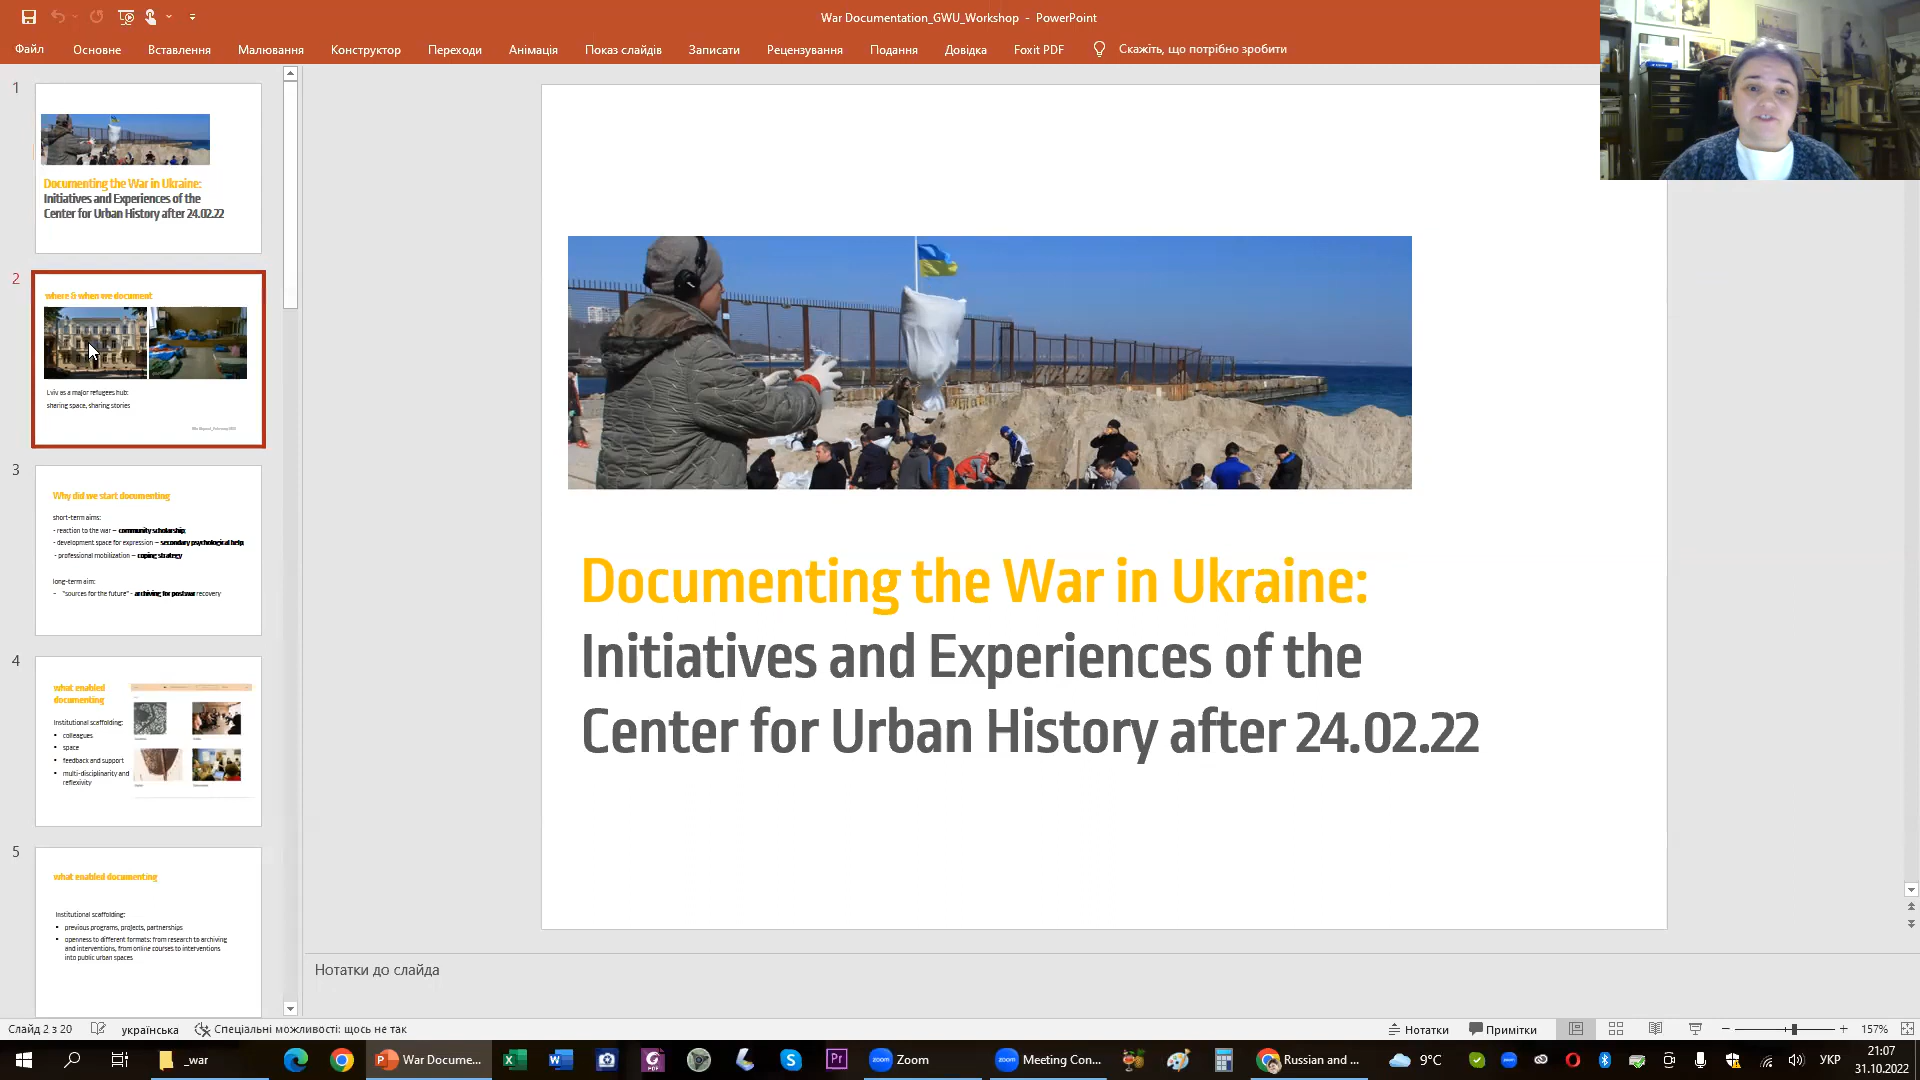 War Documentation_GWU_Workshop - PowerPoint
Файл
Основне
Вставлення
Малювання
Конструктор
Переходи
Анімація
Показ слайдів
Записати
Рецензування
Подання
Довідка
Foxit PDF
Скажіть, що потрібно зробити
1
Documenting the War in Ukraine:
Initiatives and Experiences of the
Center for Urban History after 24.02.22
2
where & when we document
Lviv as a major refugees hub:
sharing space, sharing stories
3
Why did we start documenting
short-term aims:
- reaction to the war – community scholarship;
- development space for expression – secondary psychological help;
- professional mobilization – coping strategy
long-term aim:
- "sources for the future" - archiving for postwar recovery
4
what enabled
documenting
Institutional scaffolding:
• colleagues
• space
• feedback and support
• multi-disciplinarity and
reflexivity
5
what enabled documenting
Institutional scaffolding:
• previous programs, projects, partnerships
• openness to different formats: from research to archiving
and interventions, from online courses to interventions
into public urban spaces
Documenting the War in Ukraine:
Initiatives and Experiences of the
Center for Urban History after 24.02.22
Нотатки до слайда
Слайд 2 з 20
українська
Спеціальні можливості: щось не так
Нотатки
Примітки
157%
_war
War Docume...
Zoom
Meeting Con...
Russian and ...
9°C
УКР
21:07
31.10.2022